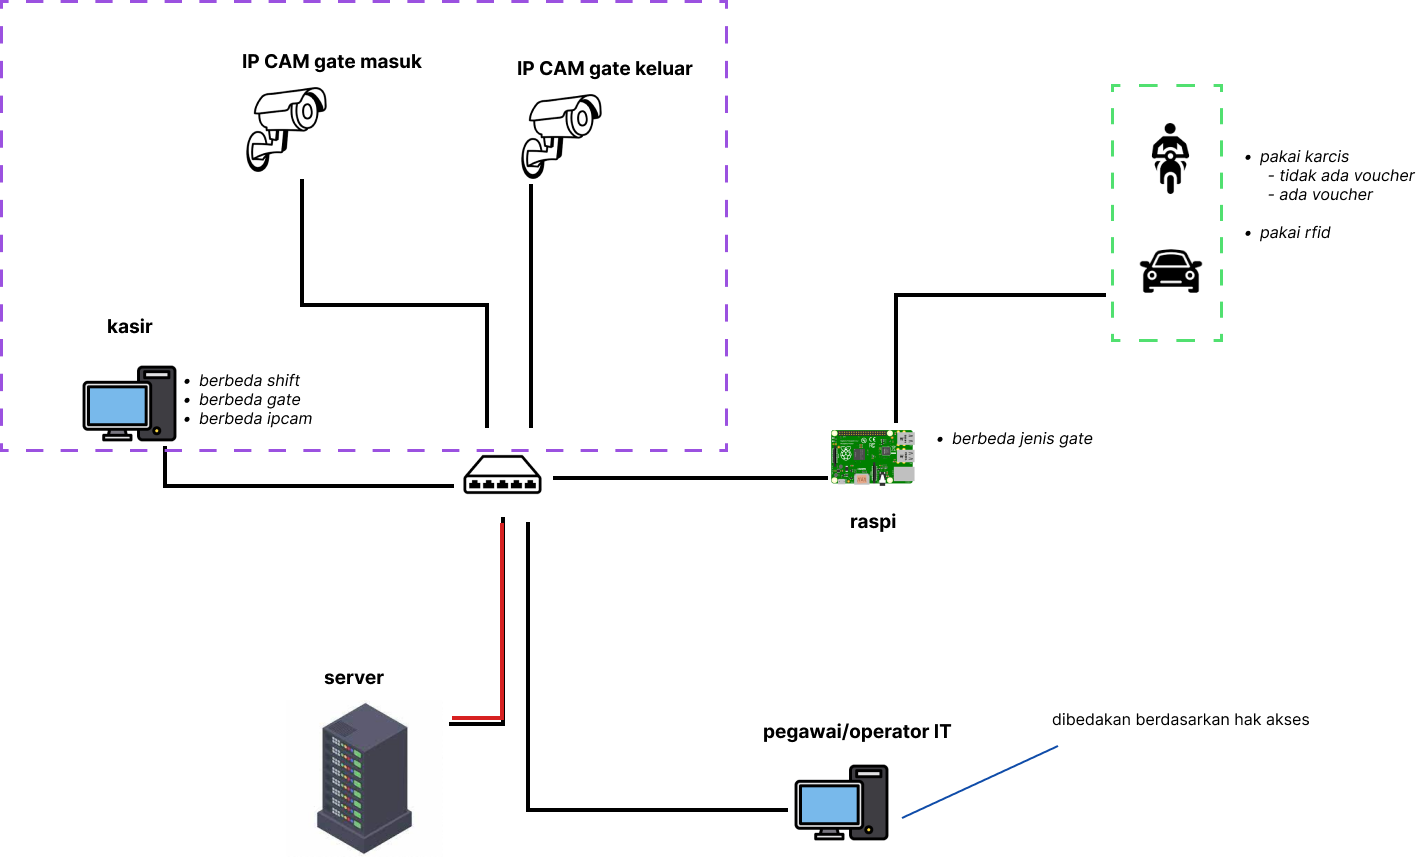 IP CAM gate masuk
IP CAM gate keluar
• pakai karcis
- tidak ada voucher
- ada voucher
• pakai rfid
kasir
• berbeda shift
• berbeda gate
• berbeda ipcam
• berbeda jenis gate
raspi
server
pegawai/operator IT
dibedakan berdasarkan hak akses